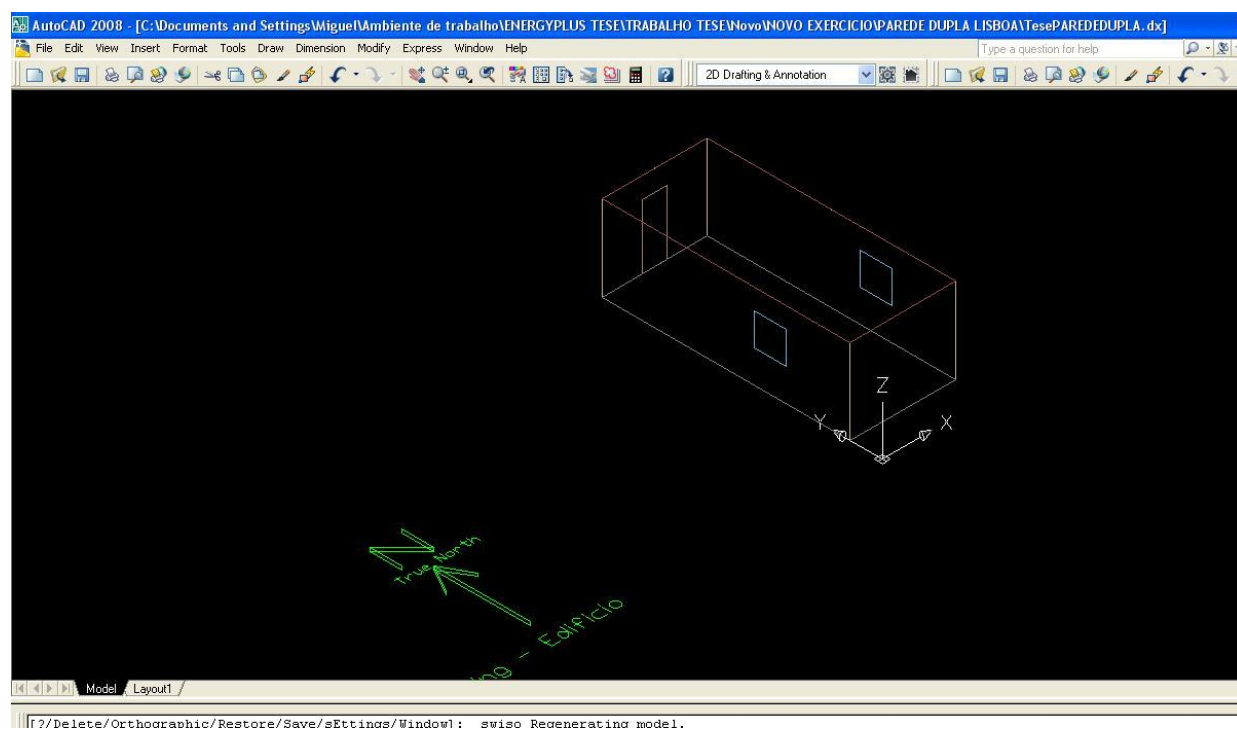 AutoCAD 2008 - [C:\Documents and Settings\Miguel\Ambiente de trabalho\ENERGYPLUS TESE\TRABALHO TESE\Novo\NOVO EXERCICIO\PAREDE DUPLA LISBOA\TesePAREDEDUPLA.dx]
File Edit View Insert Format Tools Draw Dimension Modify Express Window Help Type a question for help
2D Drafting & Annotation
Z
Y X
N
True North
ng - Edificio
Model Layout1
[?/Delete/Orthographic/Restore/Save/sEttings/Window]: _swiso Regenerating model.